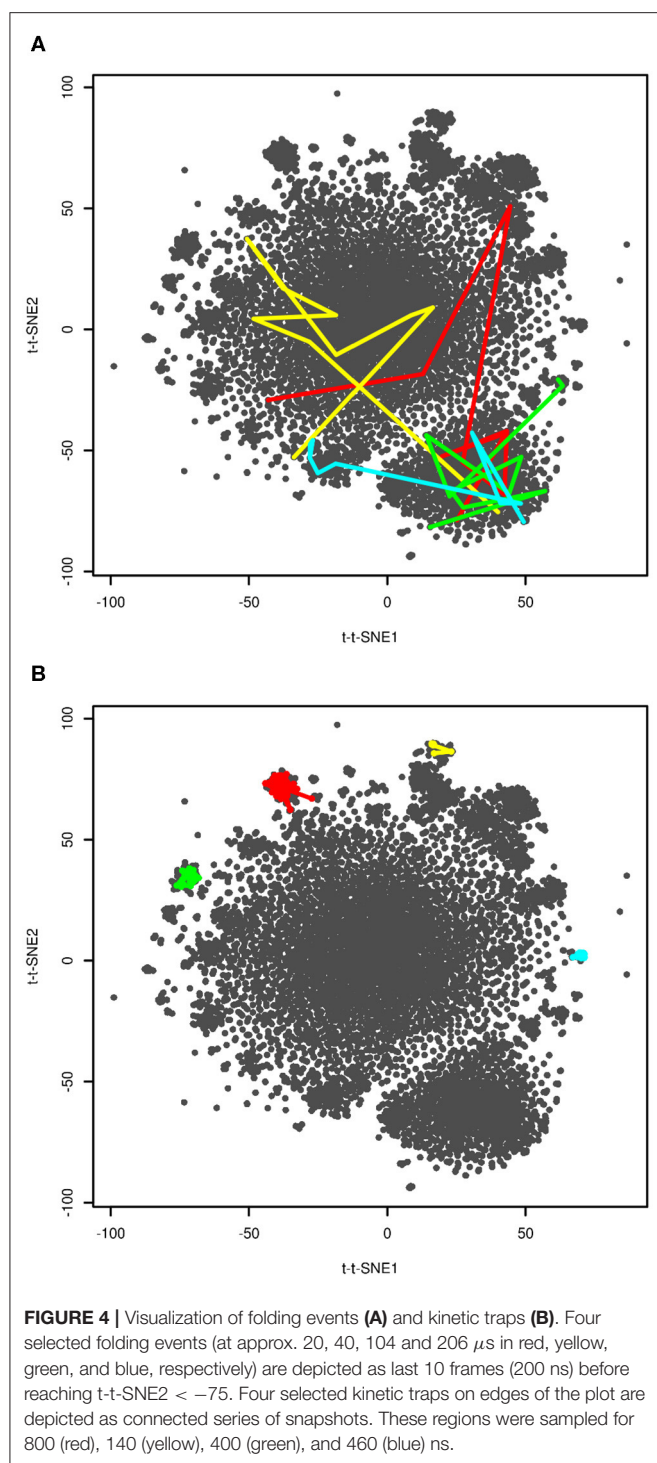 A
100
50
0
-50
-100
t-t-SNE2
-100 -50 0 50
t-t-SNE1
B
100
50
0
-50
-100
t-t-SNE2
-100 -50 0 50
t-t-SNE1
FIGURE 4 | Visualization of folding events (A) and kinetic traps (B). Four
selected folding events (at approx. 20, 40, 104 and 206 μs in red, yellow,
green, and blue, respectively) are depicted as last 10 frames (200 ns) before
reaching t-t-SNE2 < −75. Four selected kinetic traps on edges of the plot are
depicted as connected series of snapshots. These regions were sampled for
800 (red), 140 (yellow), 400 (green), and 460 (blue) ns.